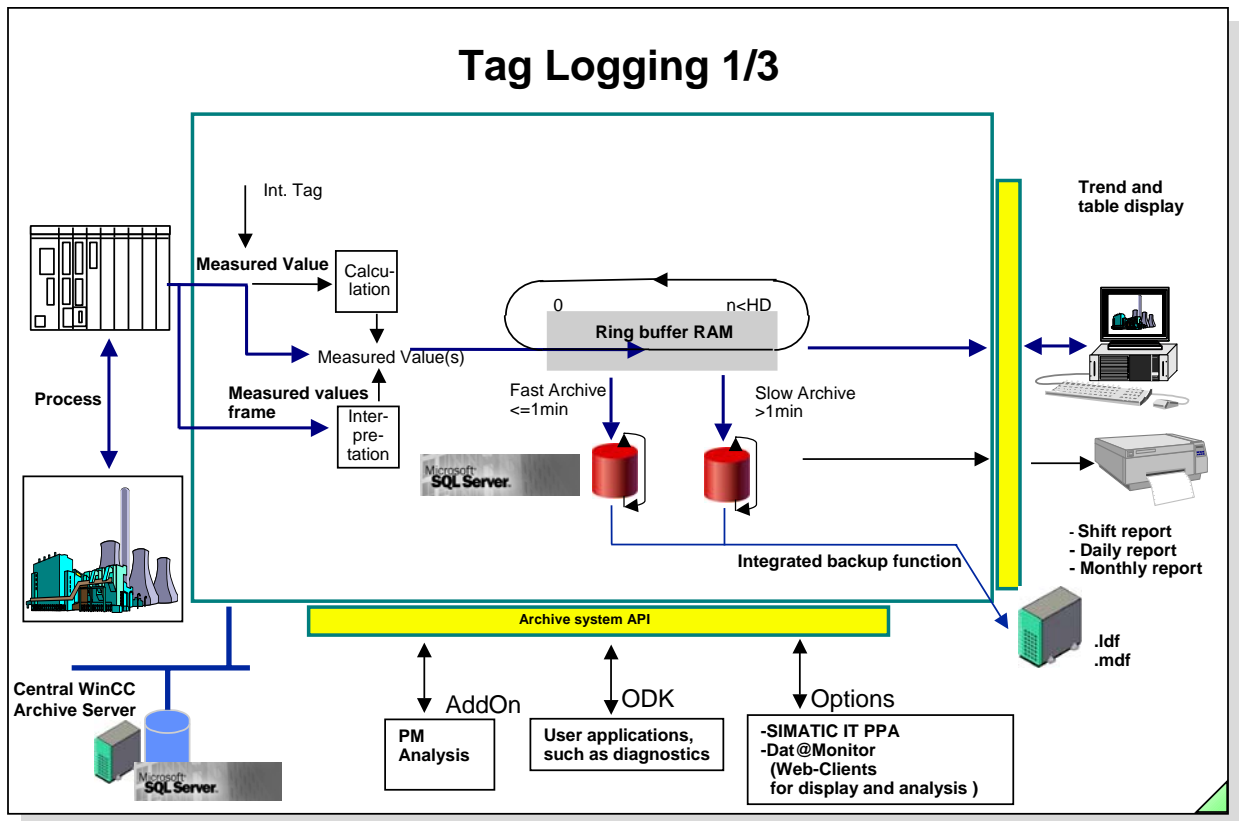 Tag Logging 1/3
Int. Tag
Measured Value
Calcu-
lation
Measured Value(s)
Measured values
frame
Inter-
pre-
tation
Process
0
n<HD
Ring buffer RAM
Fast Archive
<=1min
Slow Archive
>1min
Microsoft
SQL Server
Integrated backup function
Trend and
table display
- Shift report
- Daily report
- Monthly report
.ldf
.mdf
Archive system API
Central WinCC
Archive Server
Microsoft
SQL Server
AddOn
PM
Analysis
ODK
User applications,
such as diagnostics
Options
-SIMATIC IT PPA
-Dat@Monitor
(Web-Clients
for display and analysis )